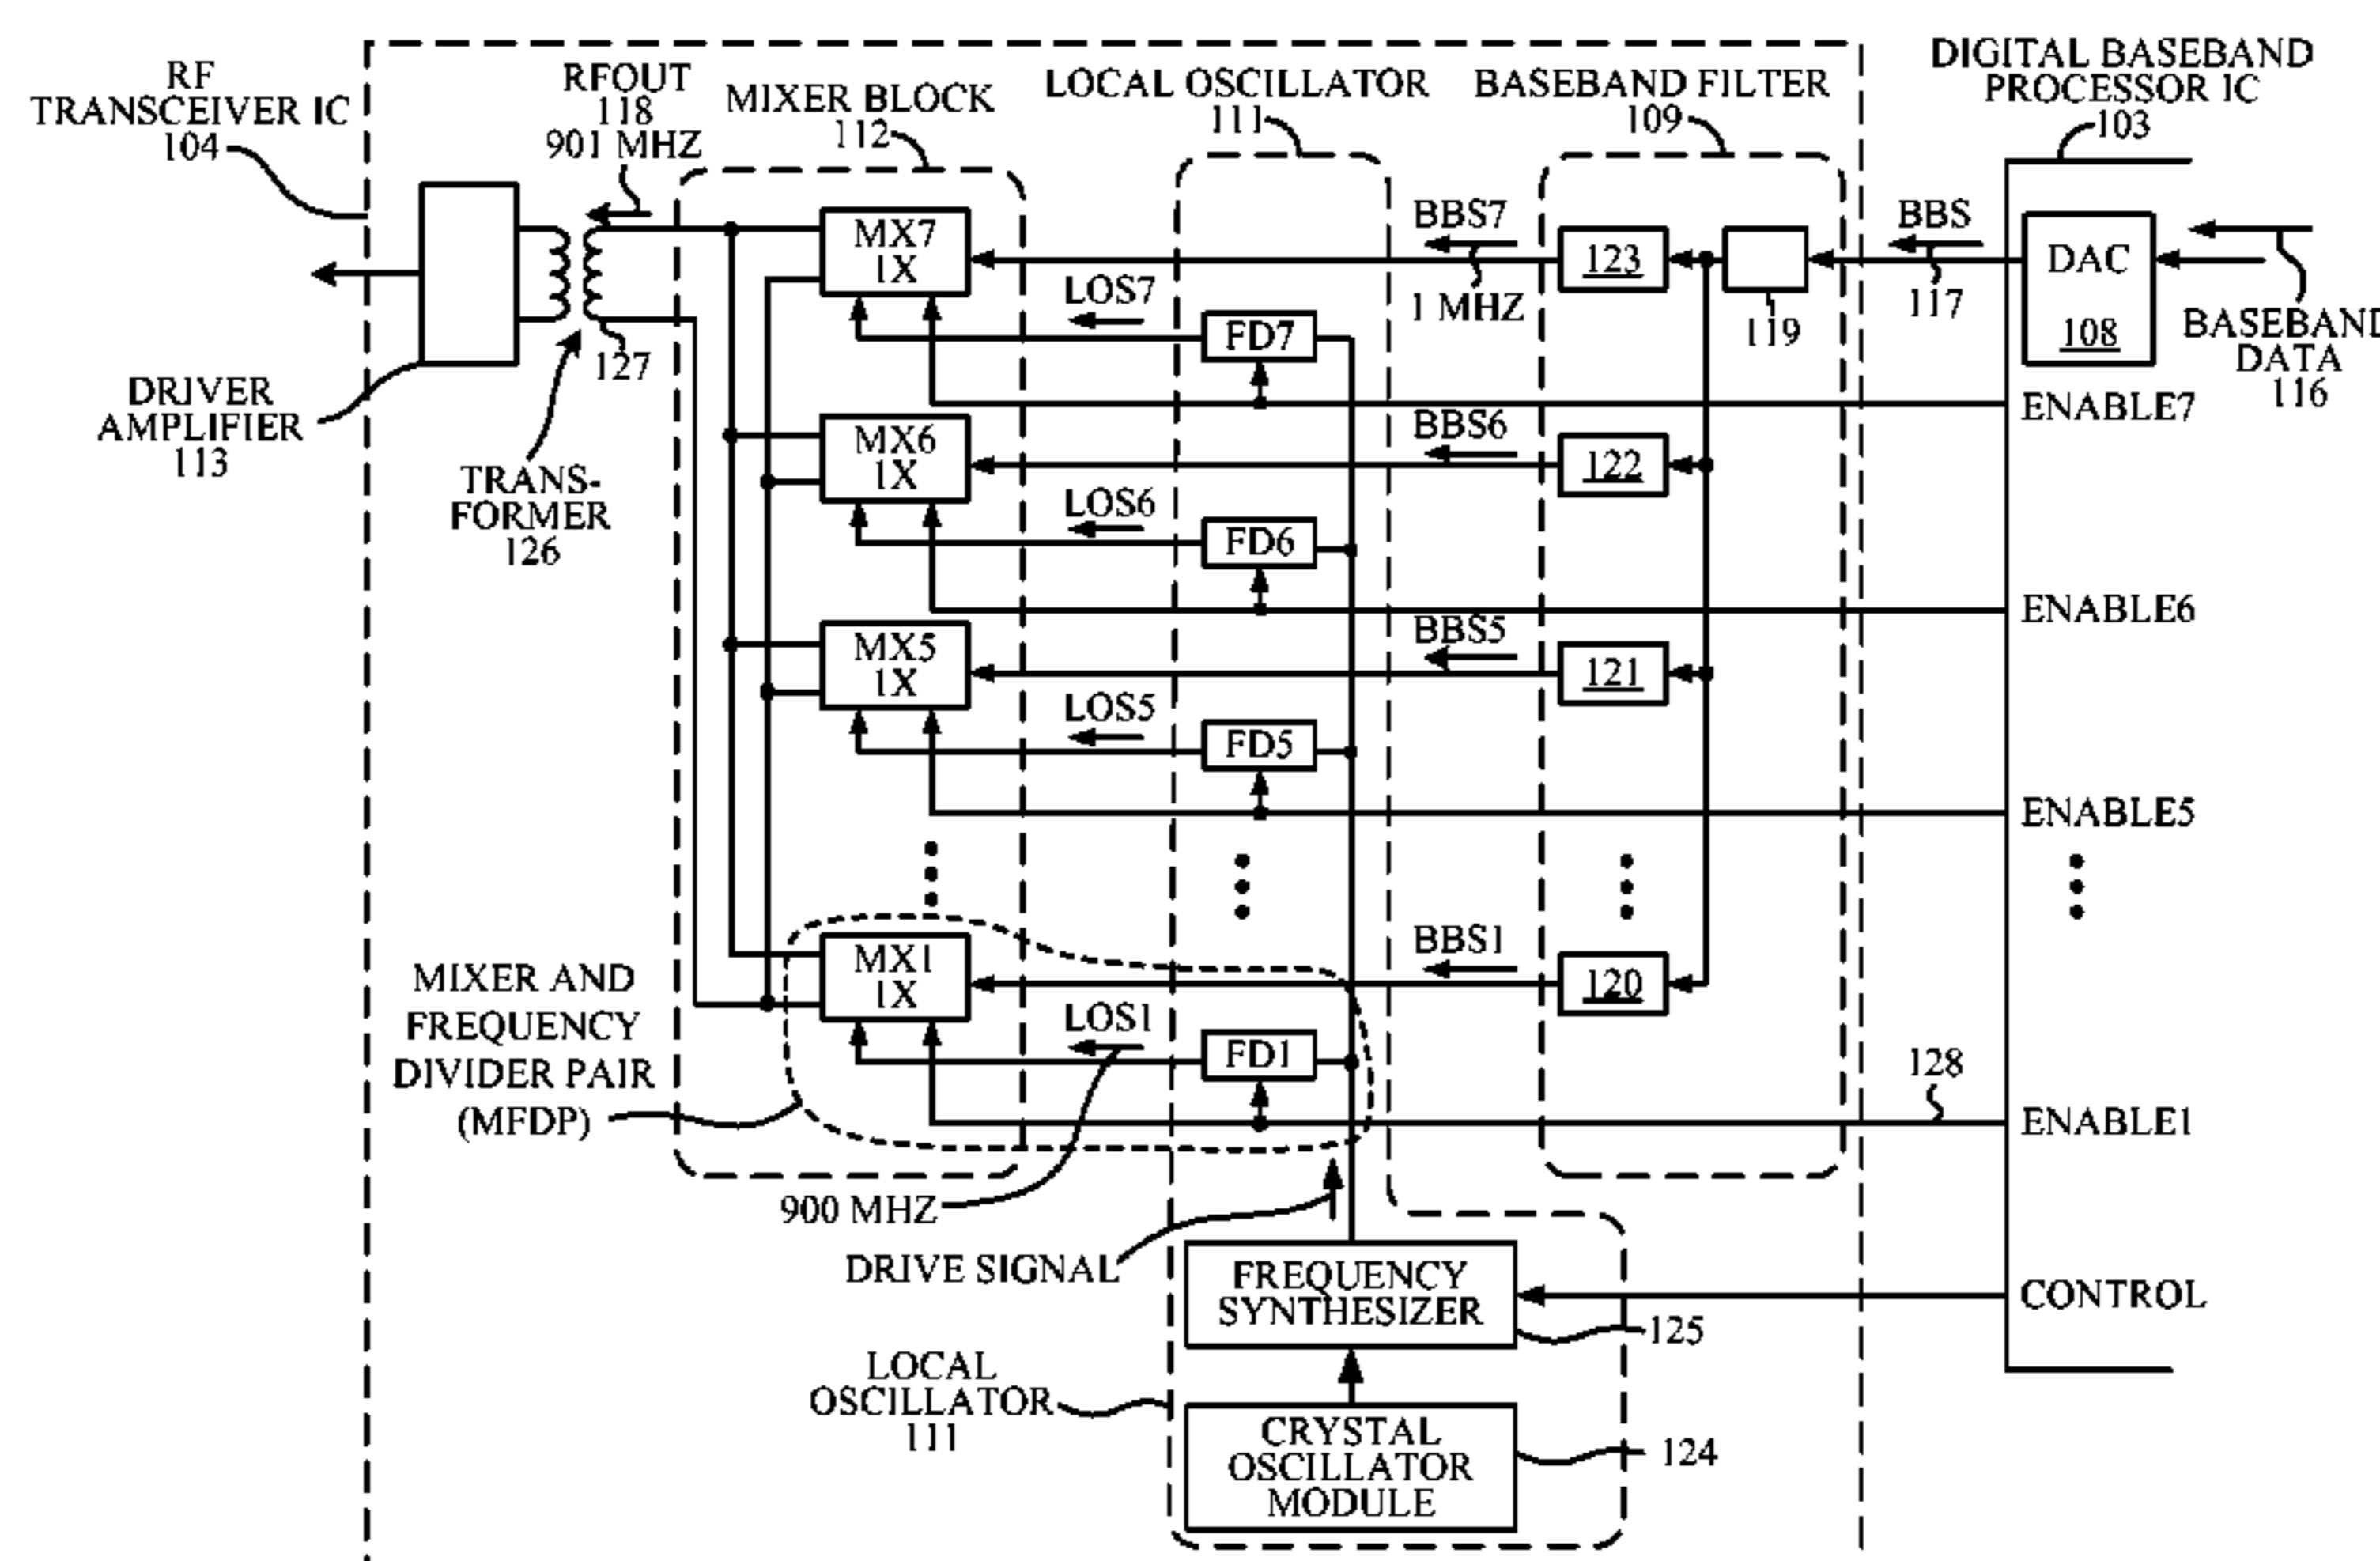 RF
TRANSCEIVER IC
104
RFOUT
118
901 MHZ
MIXER BLOCK
112
LOCAL OSCILLATOR
111
BASEBAND FILTER
109
DIGITAL BASEBAND
PROCESSOR IC
103
MX7
1X
BBS7
1 MHZ
LOS7
FD7
123
119
BBS
117
DAC
108
BASEBAND
DATA
116
ENABLE7
127
DRIVER
AMPLIFIER
113
TRANS-
FORMER
126
MX6
1X
BBS6
LOS6
FD6
122
ENABLE6
MX5
1X
BBS5
LOS5
FD5
121
ENABLE5
MX1
1X
BBS1
LOS1
FD1
120
128
ENABLE1
MIXER AND
FREQUENCY
DIVIDER PAIR
(MFDP)
900 MHZ
DRIVE SIGNAL
FREQUENCY
SYNTHESIZER
125
CONTROL
LOCAL
OSCILLATOR
111
CRYSTAL
OSCILLATOR
MODULE
124